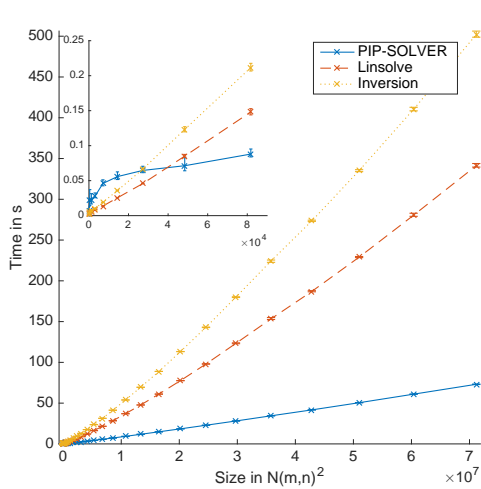 500
450
400
350
300
250
200
150
100
50
0
Time in s
0 1 2 3 4 5 6 7
×10^7
Size in N(m,n)^2
0.25
0.2
0.15
0.1
0.05
0
0 2 4 6 8
×10^4
PIP-SOLVER
Linsolve
Inversion